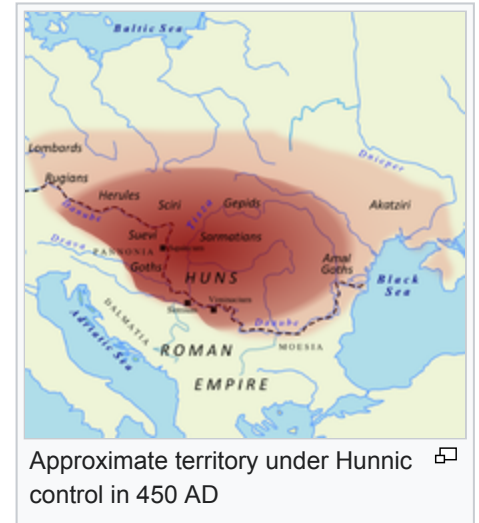 Baltic Sea
Lombards
Dnieper
Rugians
Herules
Sciri
Tisza
Gepids
Akatziri
Danube
Suevi
Sarmatians
Drava
PANNONIA
Goths
HUNS
Amal
Goths
Black
Sea
Viminacium
Sirmium
Danube
DALMATIA
Adriatic Sea
ROMAN
MOESIA
EMPIRE
Approximate territory under Hunnic
control in 450 AD